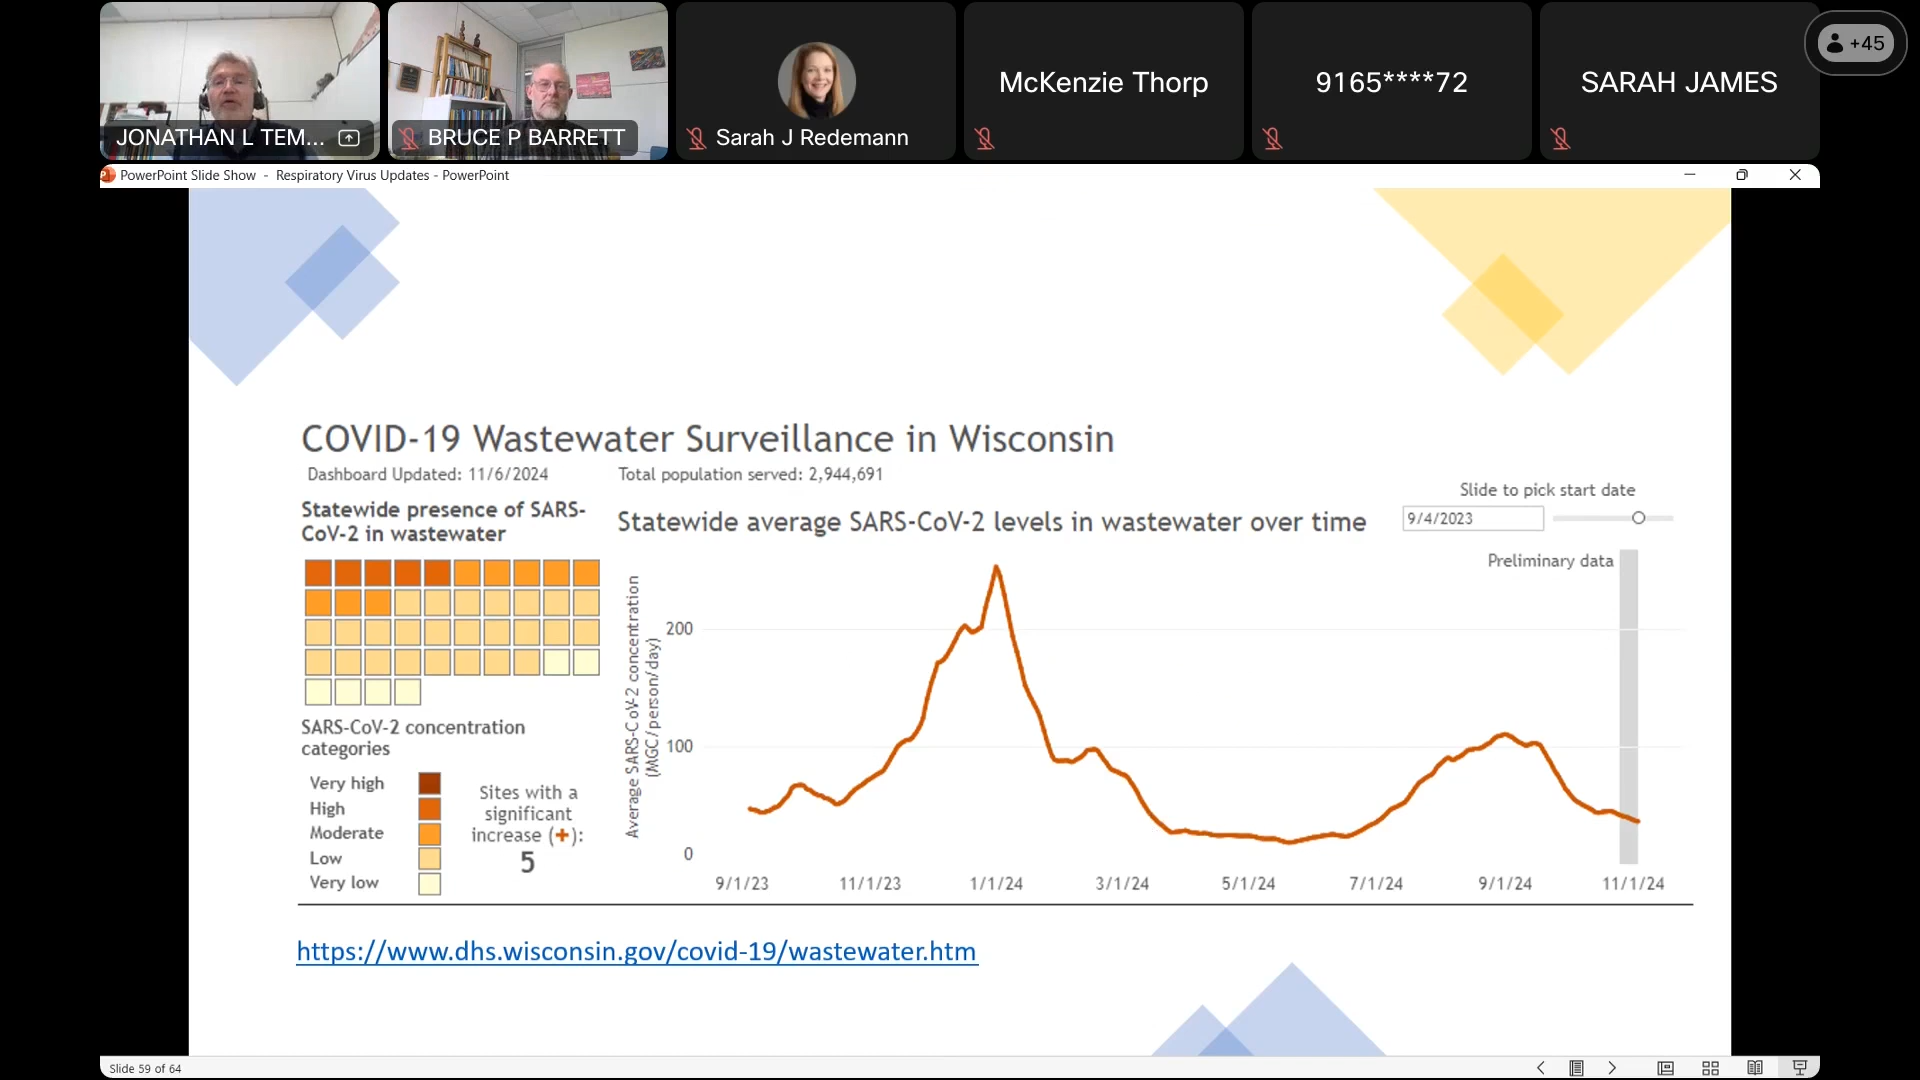 JONATHAN L TEM...
BRUCE P BARRETT
Sarah J Redemann
McKenzie Thorp
9165****72
SARAH JAMES
+45
PowerPoint Slide Show - Respiratory Virus Updates - PowerPoint
COVID-19 Wastewater Surveillance in Wisconsin
Dashboard Updated: 11/6/2024
Total population served: 2,944,691
Statewide presence of SARS-
CoV-2 in wastewater
Statewide average SARS-CoV-2 levels in wastewater over time
Slide to pick start date
9/4/2023
Preliminary data
Average SARS-CoV-2 concentration
(MGC/person/day)
200
100
0
9/1/23
11/1/23
1/1/24
3/1/24
5/1/24
7/1/24
9/1/24
11/1/24
SARS-CoV-2 concentration
categories
Very high
High
Moderate
Low
Very low
Sites with a
significant
increase (+):
5
https://www.dhs.wisconsin.gov/covid-19/wastewater.htm
Slide 59 of 64